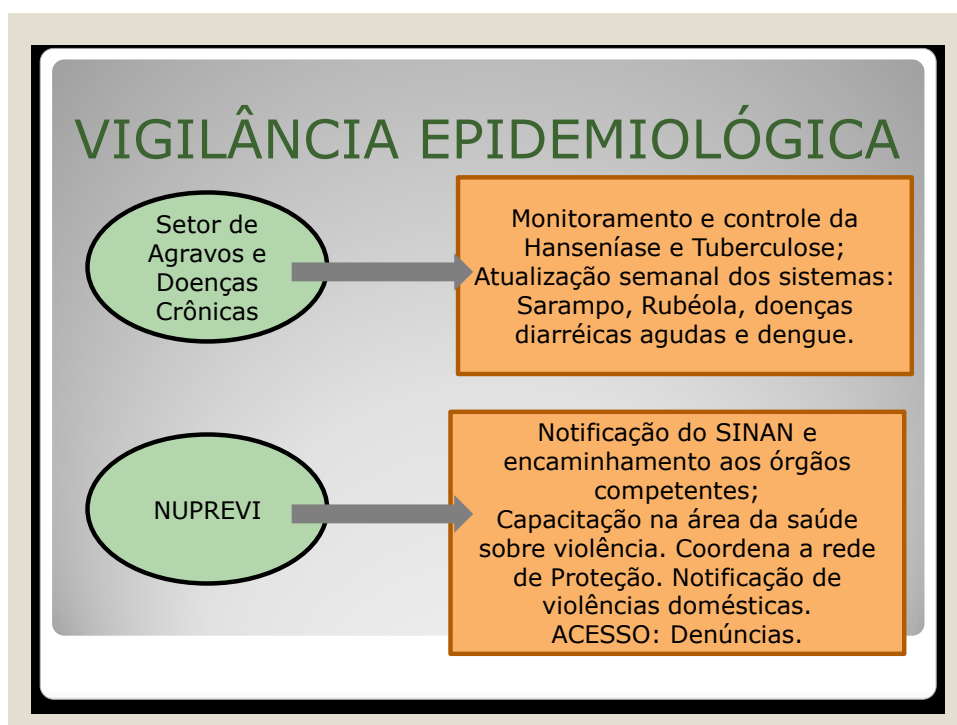 VIGILÂNCIA EPIDEMIOLÓGICA
Setor de
Agravos e
Doenças
Crônicas
Monitoramento e controle da
Hanseníase e Tuberculose;
Atualização semanal dos sistemas:
Sarampo, Rubéola, doenças
diarréicas agudas e dengue.
NUPREVI
Notificação do SINAN e
encaminhamento aos órgãos
competentes;
Capacitação na área da saúde
sobre violência. Coordena a rede
de Proteção. Notificação de
violências domésticas.
ACESSO: Denúncias.